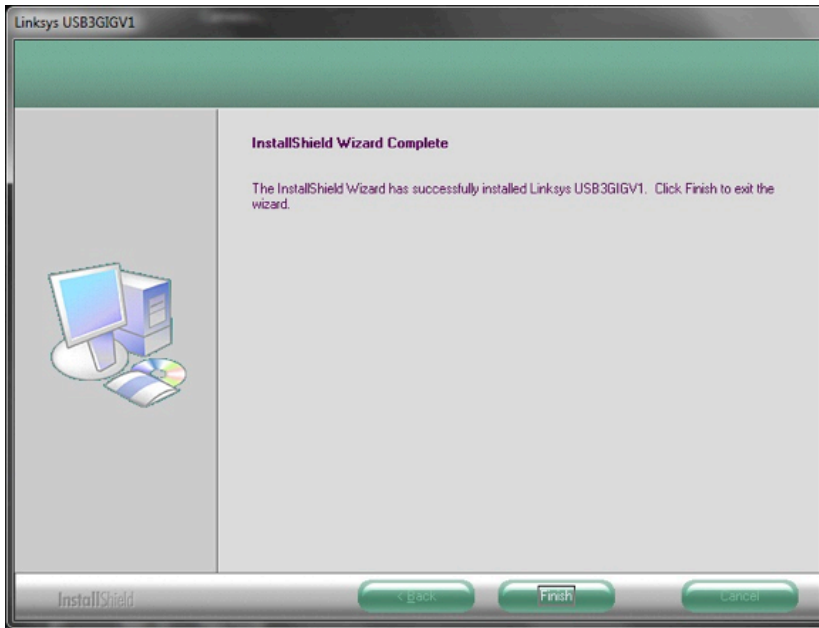 Linksys USB3GIGV1
InstallShield Wizard Complete
The InstallShield Wizard has successfully installed Linksys USB3GIGV1. Click Finish to exit the
wizard.
InstallShield
< Back
Finish
Cancel